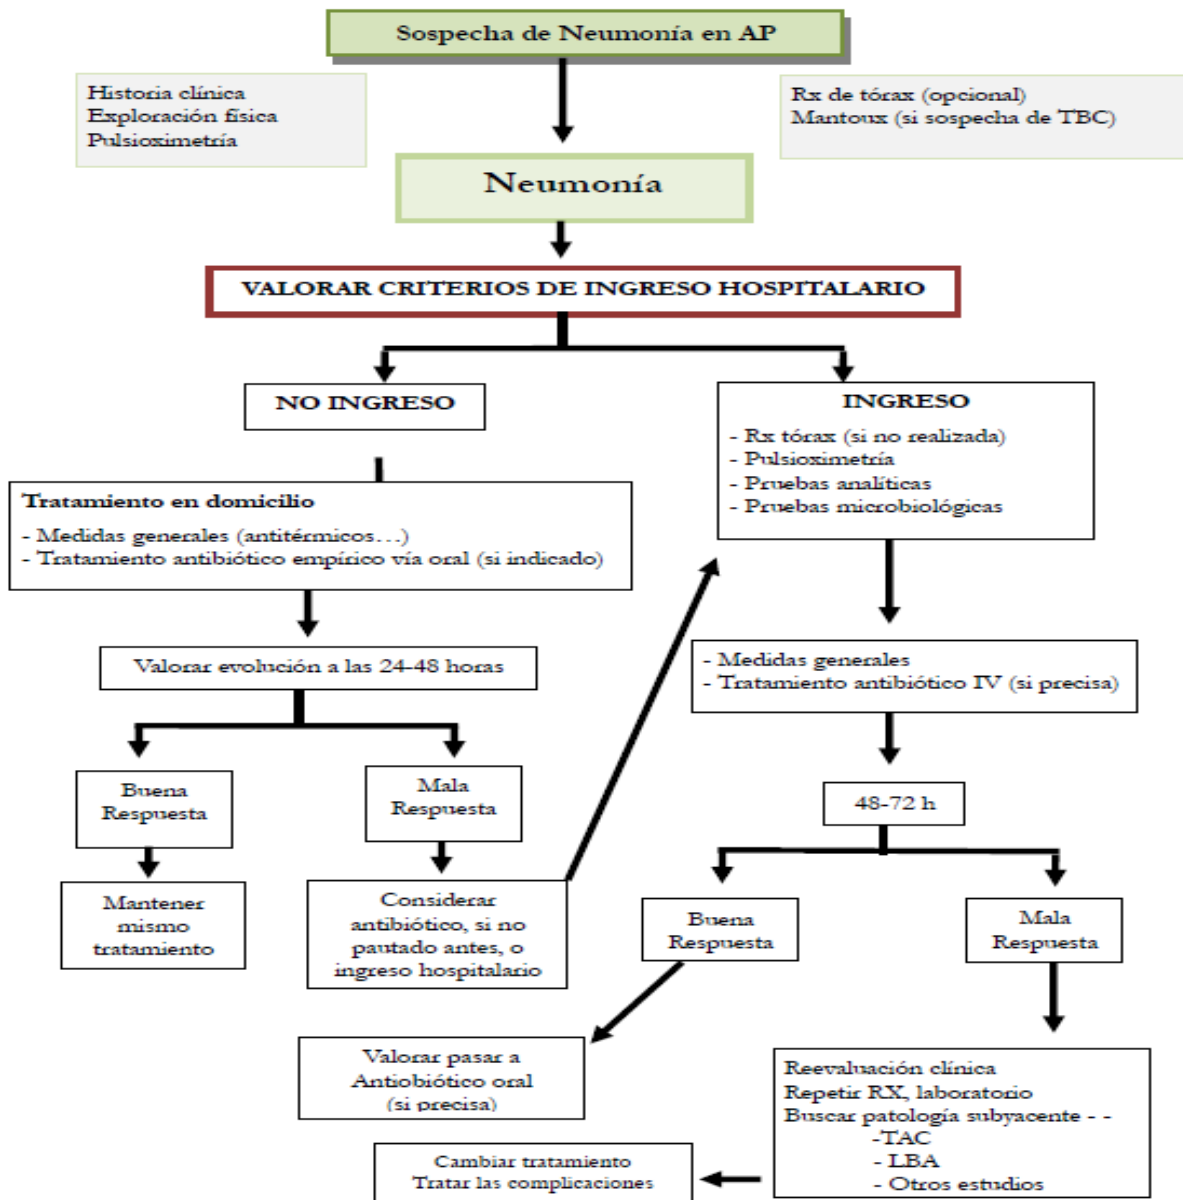 Sospecha de Neumonía en AP
Historia clínica
Exploración física
Pulsioximetría
Rx de tórax (opcional)
Mantoux (si sospecha de TBC)
Neumonía
VALORAR CRITERIOS DE INGRESO HOSPITALARIO
NO INGRESO
INGRESO
- Rx tórax (si no realizada)
- Pulsioximetría
- Pruebas analíticas
- Pruebas microbiológicas
Tratamiento en domicilio
- Medidas generales (antitérmicos…)
- Tratamiento antibiótico empírico vía oral (si indicado)
Valorar evolución a las 24-48 horas
- Medidas generales
- Tratamiento antibiótico IV (si precisa)
Buena
Respuesta
Mala
Respuesta
48-72 h
Mantener
mismo
tratamiento
Considerar
antibiótico, si no
pautado antes, o
ingreso hospitalario
Buena
Respuesta
Mala
Respuesta
Valorar pasar a
Antiobiótico oral
(si precisa)
Reevaluación clínica
Repetir RX, laboratorio
Buscar patología subyacente - -
-TAC
- LBA
- Otros estudios
Cambiar tratamiento
Tratar las complicaciones